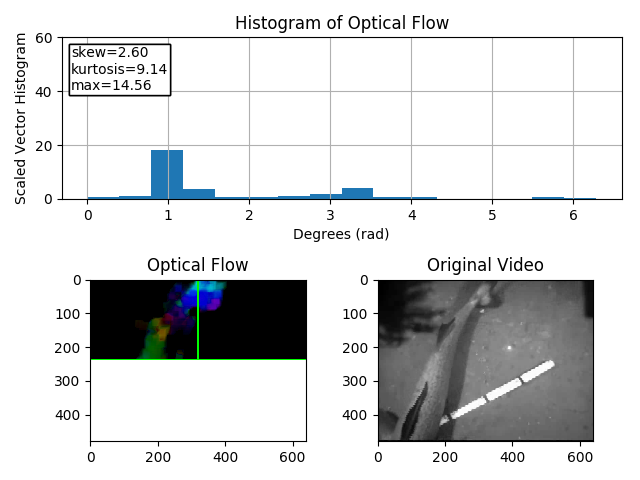 Histogram of Optical Flow
Scaled Vector Histogram
60
40
20
0
skew=2.60
kurtosis=9.14
max=14.56
0 1 2 3 4 5 6
Degrees (rad)
Optical Flow
0
100
200
300
400
0 200 400 600
Original Video
0
100
200
300
400
0 200 400 600